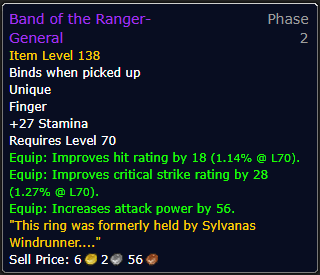 Band of the Ranger- Phase
General 2
Item Level 138
Binds when picked up
Unique
Finger
+27 Stamina
Requires Level 70
Equip: Improves hit rating by 18 (1.14% @ L70).
Equip: Improves critical strike rating by 28
(1.27% @ L70).
Equip: Increases attack power by 56.
"This ring was formerly held by Sylvanas
Windrunner...."
Sell Price: 6 2 56